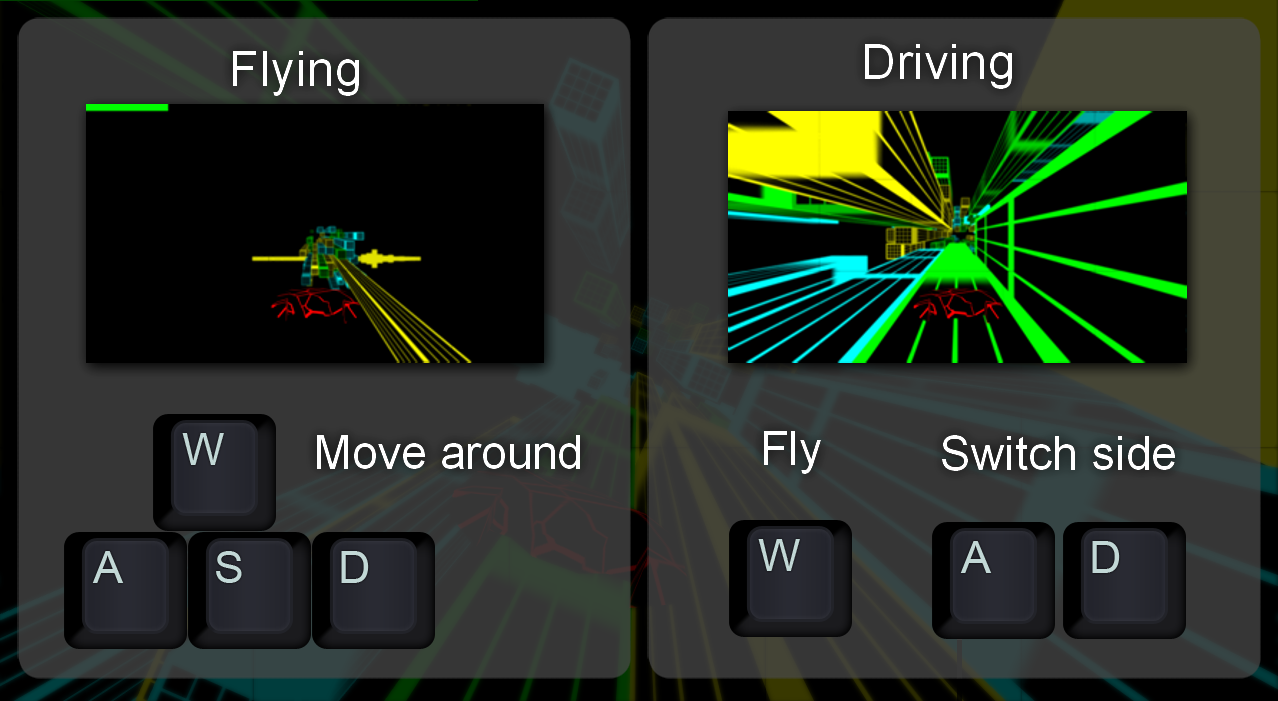 Flying
Move around
W
A S D
Driving
Fly
Switch side
W
A D